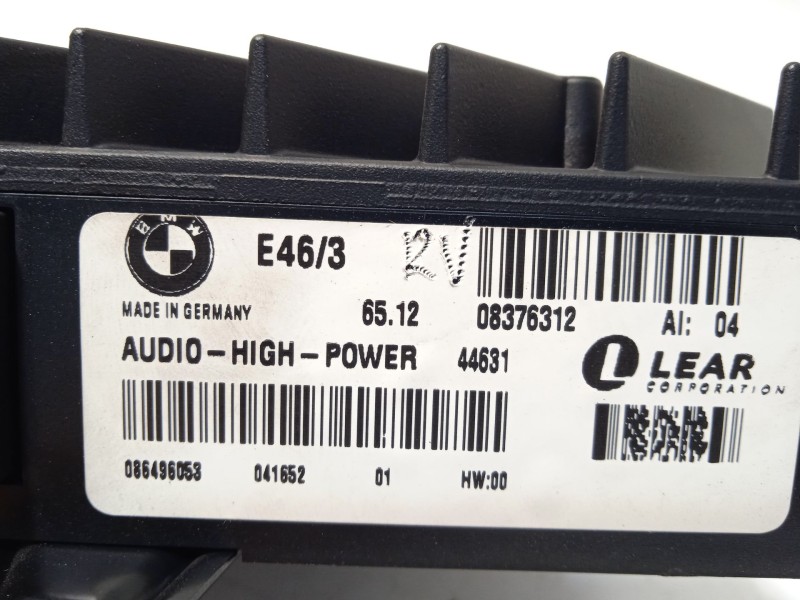 BMW
E46/3 RV
MADE IN GERMANY 65.12 08376312 AI: 04
AUDIO-HIGH-POWER 44631 LEAR
CORPORATION
086496053 041652 01 HW:00